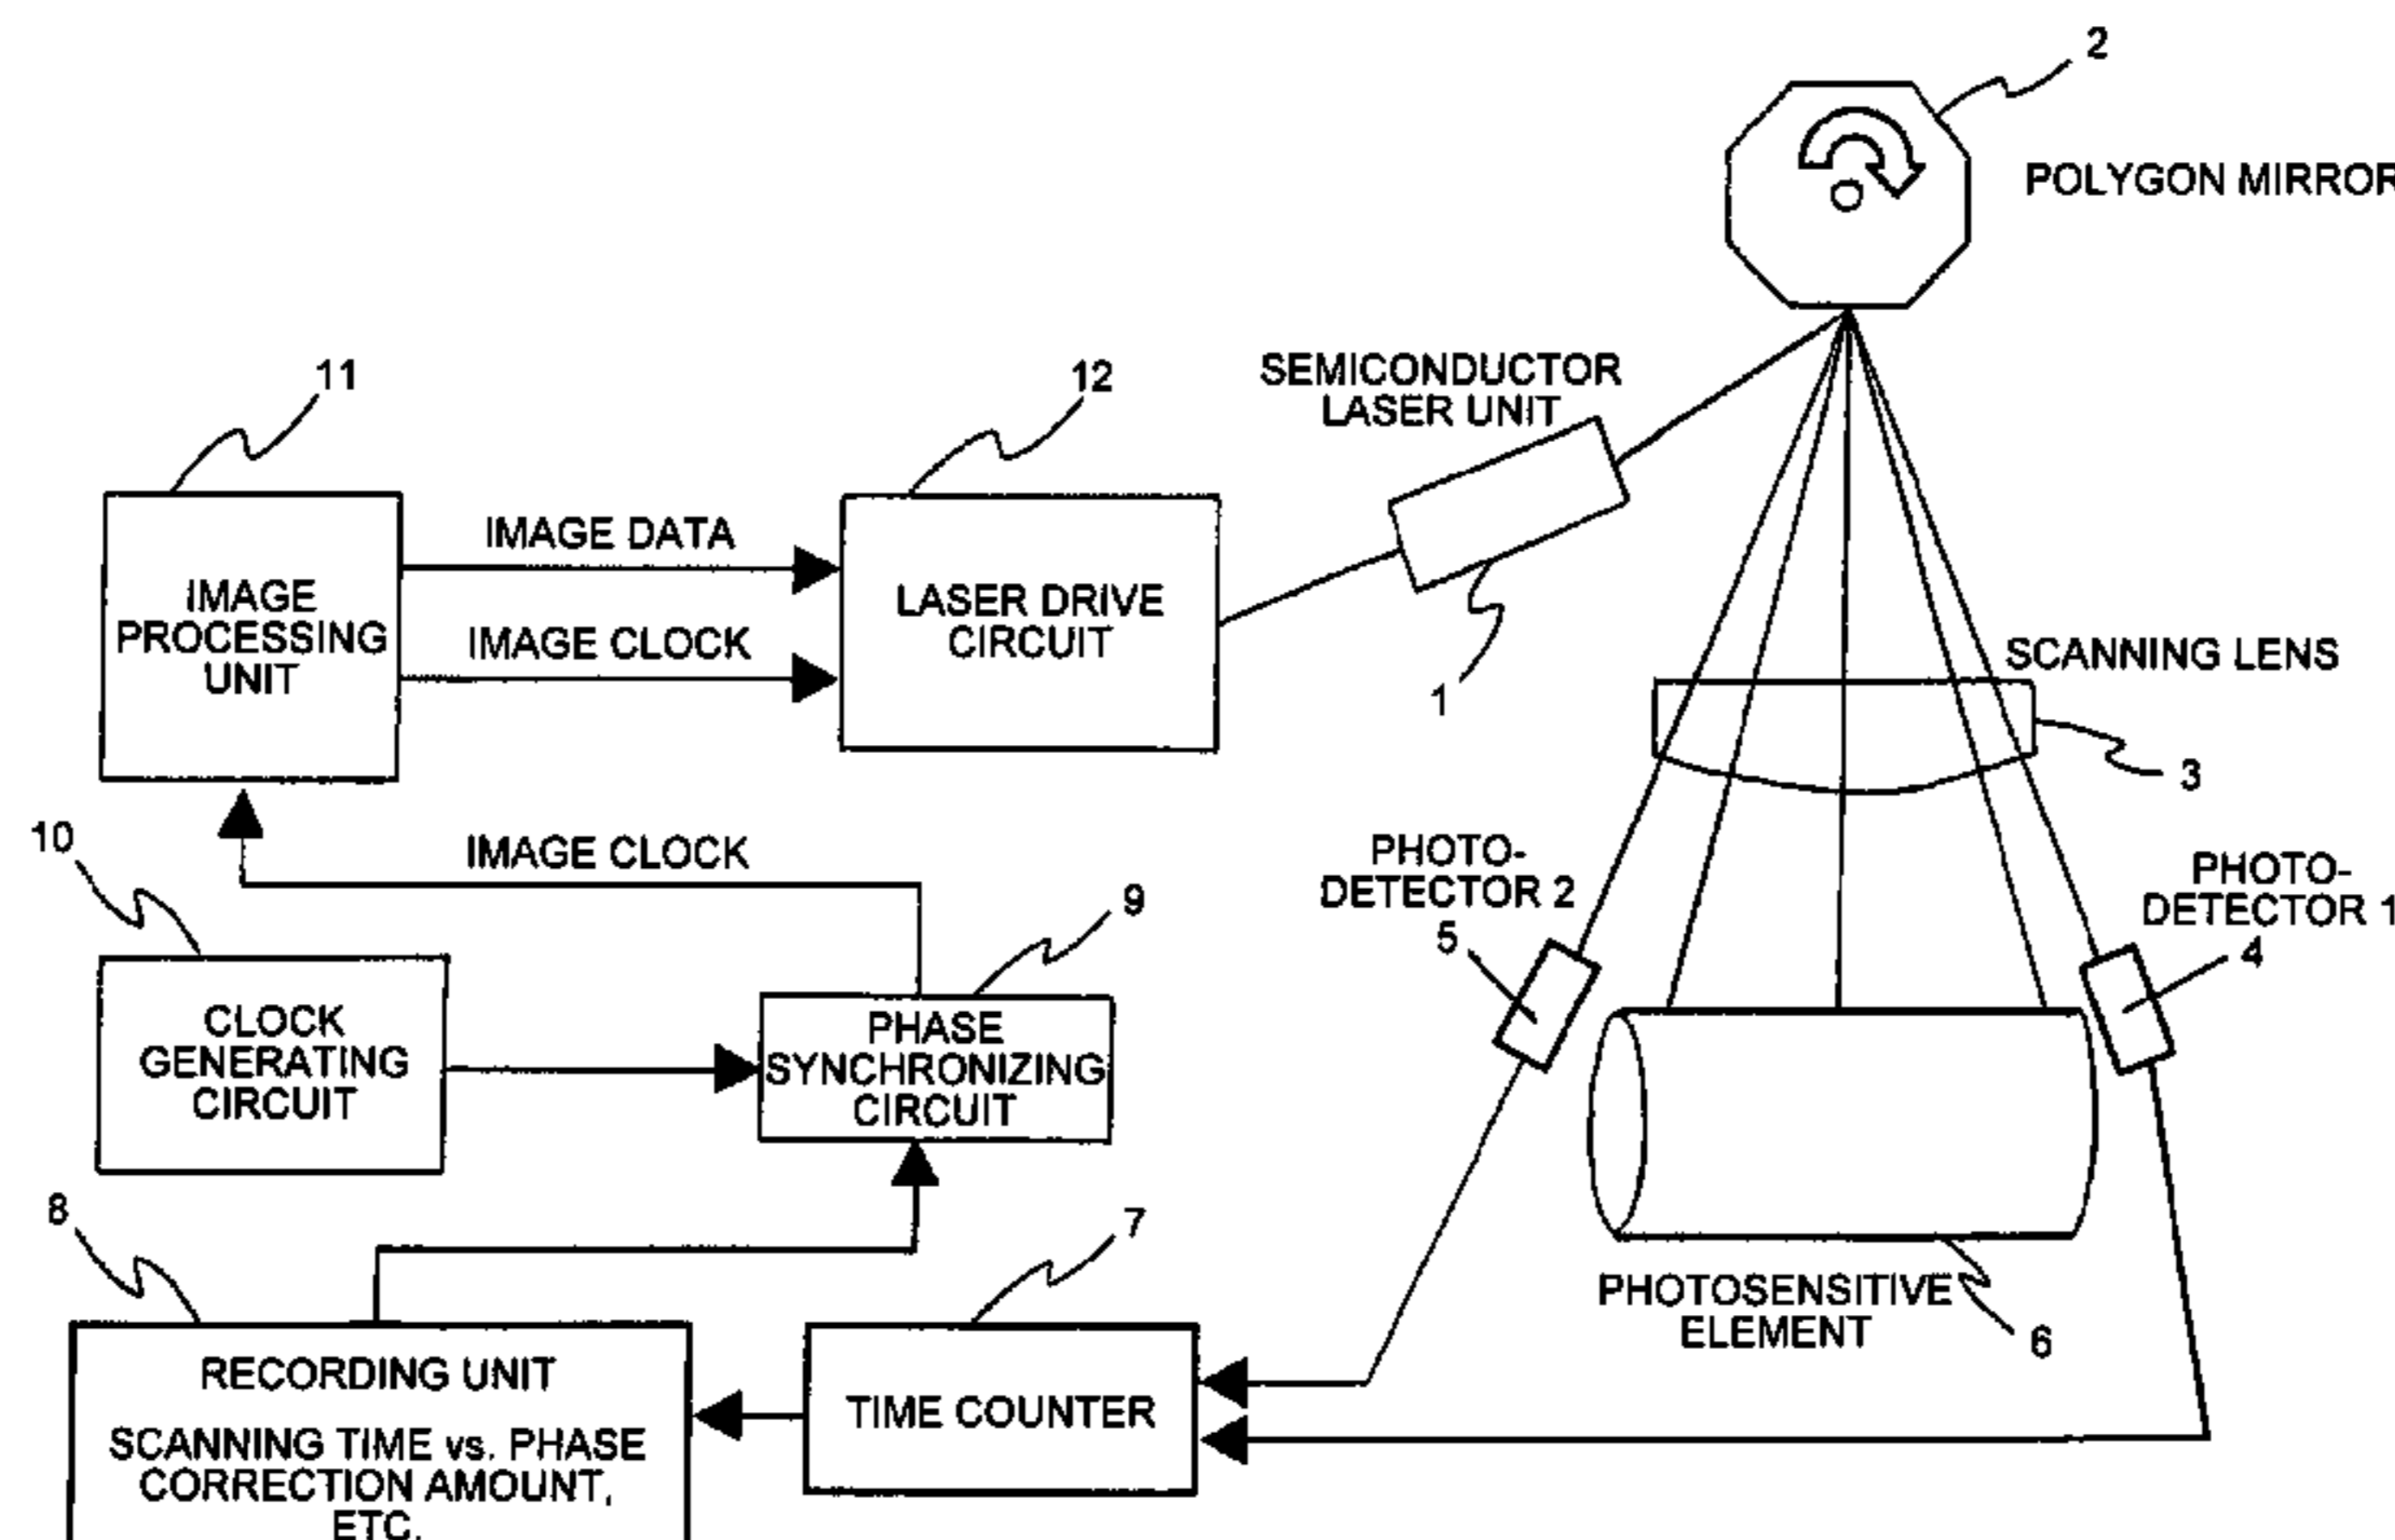 2
POLYGON MIRROR
11
12
SEMICONDUCTOR
LASER UNIT
IMAGE DATA
IMAGE
PROCESSING
UNIT
IMAGE CLOCK
LASER DRIVE
CIRCUIT
1
SCANNING LENS
3
10
IMAGE CLOCK
9
PHOTO-
DETECTOR 2
5
PHOTO-
DETECTOR 1
4
CLOCK
GENERATING
CIRCUIT
PHASE
SYNCHRONIZING
CIRCUIT
8
7
PHOTOSENSITIVE
ELEMENT
6
RECORDING UNIT
SCANNING TIME vs. PHASE
CORRECTION AMOUNT,
ETC.
TIME COUNTER